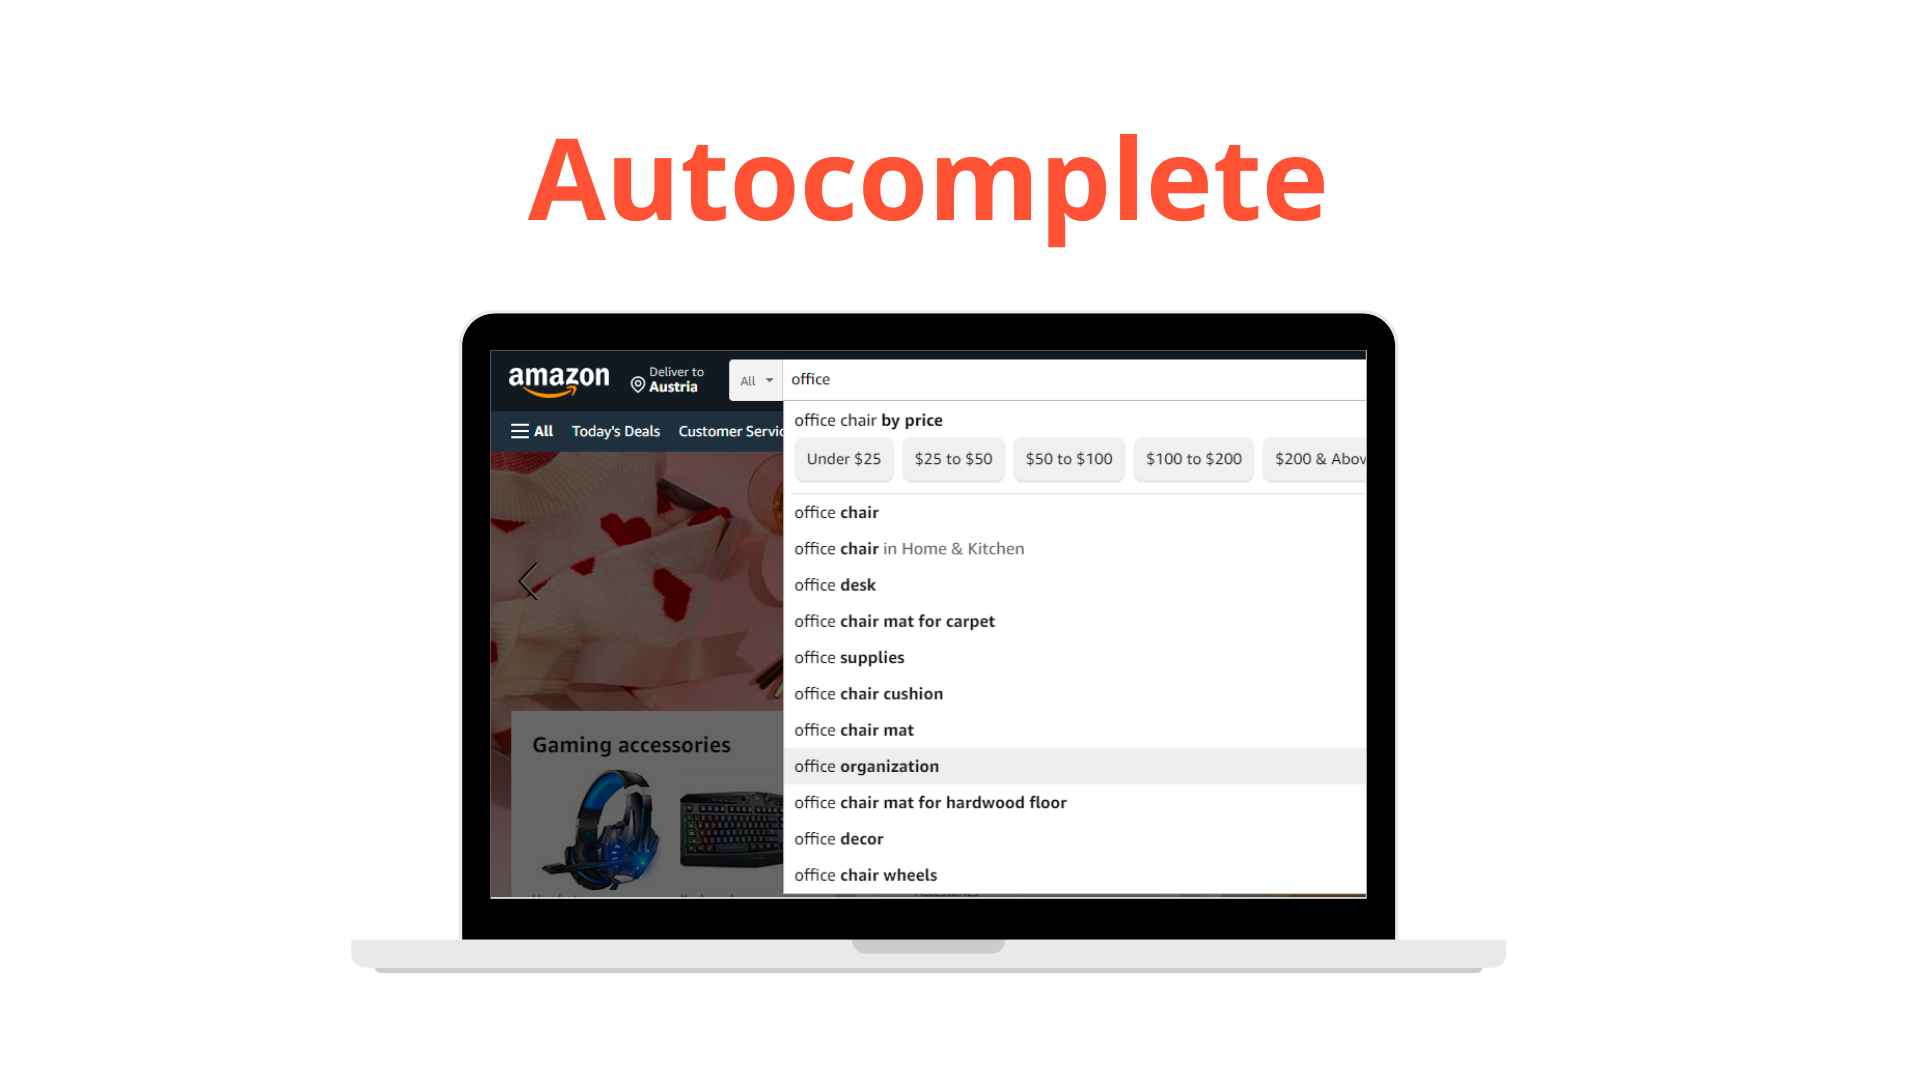 Autocomplete
amazon
Deliver to
Austria
All
office
All Today's Deals Customer Servic
office chair by price
Under $25 $25 to $50 $50 to $100 $100 to $200 $200 & Abov
office chair
office chair in Home & Kitchen
office desk
office chair mat for carpet
office supplies
office chair cushion
office chair mat
office organization
office chair mat for hardwood floor
office decor
office chair wheels
Gaming accessories